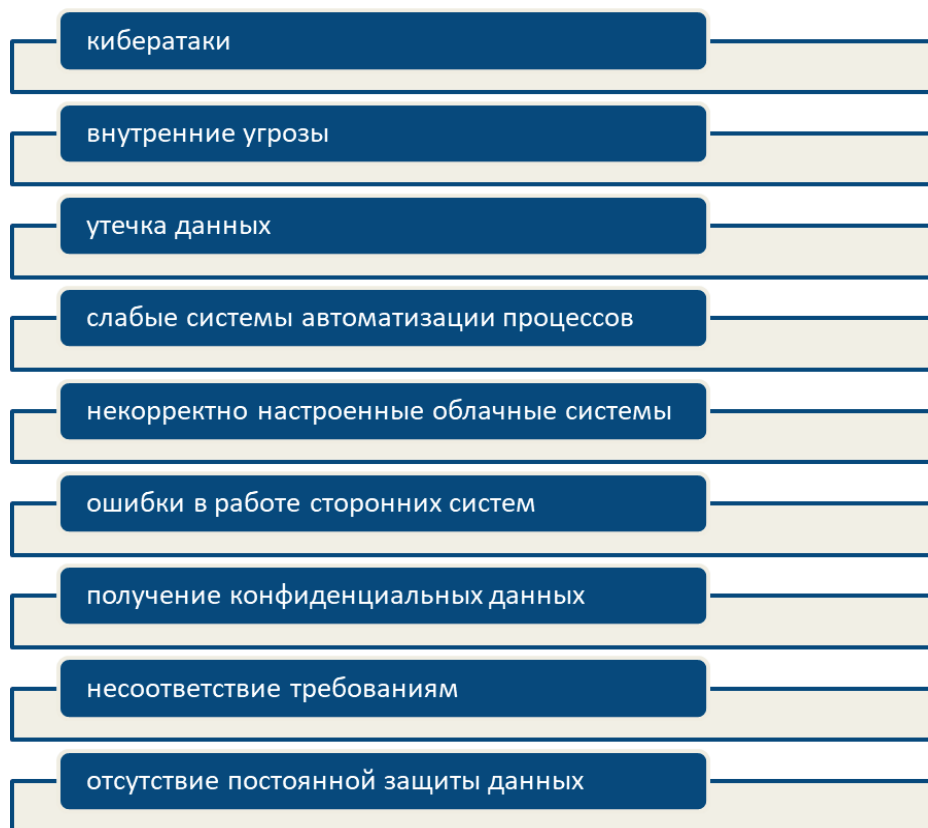 кибератаки
внутренние угрозы
утечка данных
слабые системы автоматизации процессов
некорректно настроенные облачные системы
ошибки в работе сторонних систем
получение конфиденциальных данных
несоответствие требованиям
отсутствие постоянной защиты данных